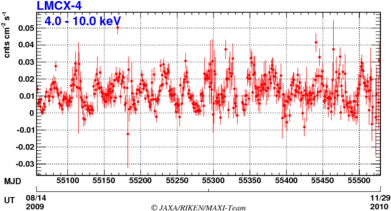 LMCX-4
4.0 - 10.0 keV
cnts cm⁻² s⁻¹
0.05
0.04
0.03
0.02
0.01
0
-0.01
-0.02
-0.03
MJD 55100 55150 55200 55250 55300 55350 55400 55450 55500
UT 08/14 11/29
2009 2010
© JAXA/RIKEN/MAXI-Team